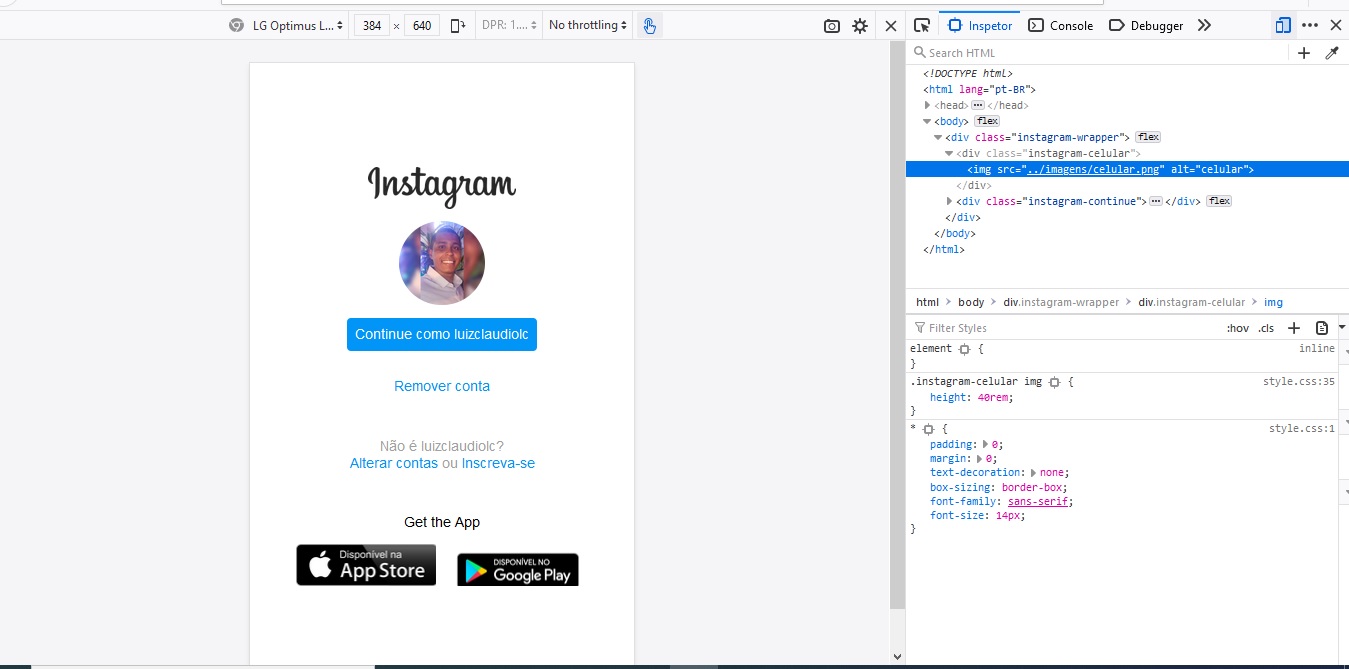 LG Optimus L...
384 × 640
DPR: 1....
No throttling
Inspetor
Console
Debugger
Search HTML
<!DOCTYPE html>
<html lang="pt-BR">
<head>···</head>
<body> flex
<div class="instagram-wrapper"> flex
<div class="instagram-celular">
<img src="../imagens/celular.png" alt="celular">
</div>
<div class="instagram-continue">···</div> flex
</div>
</body>
</html>
html > body > div.instagram-wrapper > div.instagram-celular > img
Filter Styles
:hov .cls
element { inline
}
.instagram-celular img { style.css:35
height: 40rem;
}
* { style.css:1
padding: 0;
margin: 0;
text-decoration: none;
box-sizing: border-box;
font-family: sans-serif;
font-size: 14px;
}
Instagram
Continue como luizclaudiolc
Remover conta
Não é luizclaudiolc?
Alterar contas ou Inscreva-se
Get the App
Disponível na
App Store
DISPONÍVEL NO
Google Play